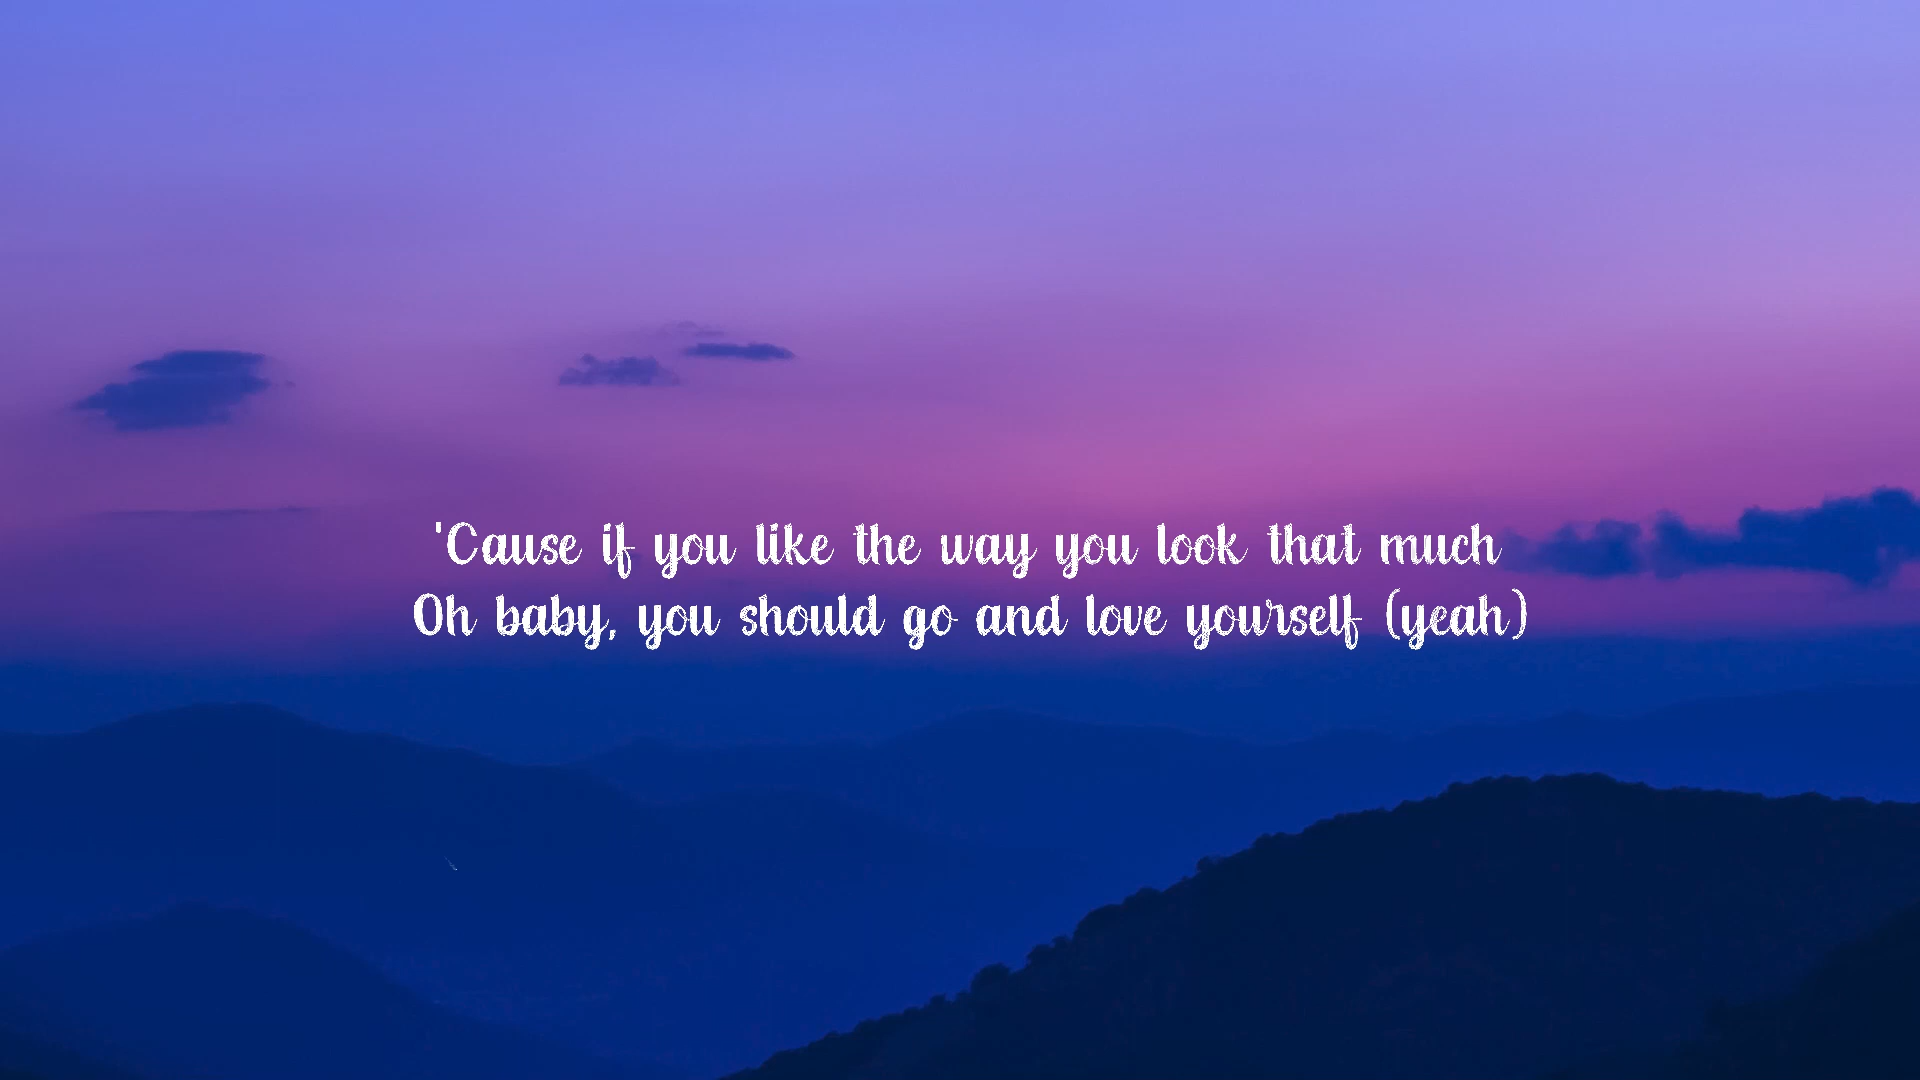 'Cause if you like the way you look that much
Oh baby, you should go and love yourself (yeah)